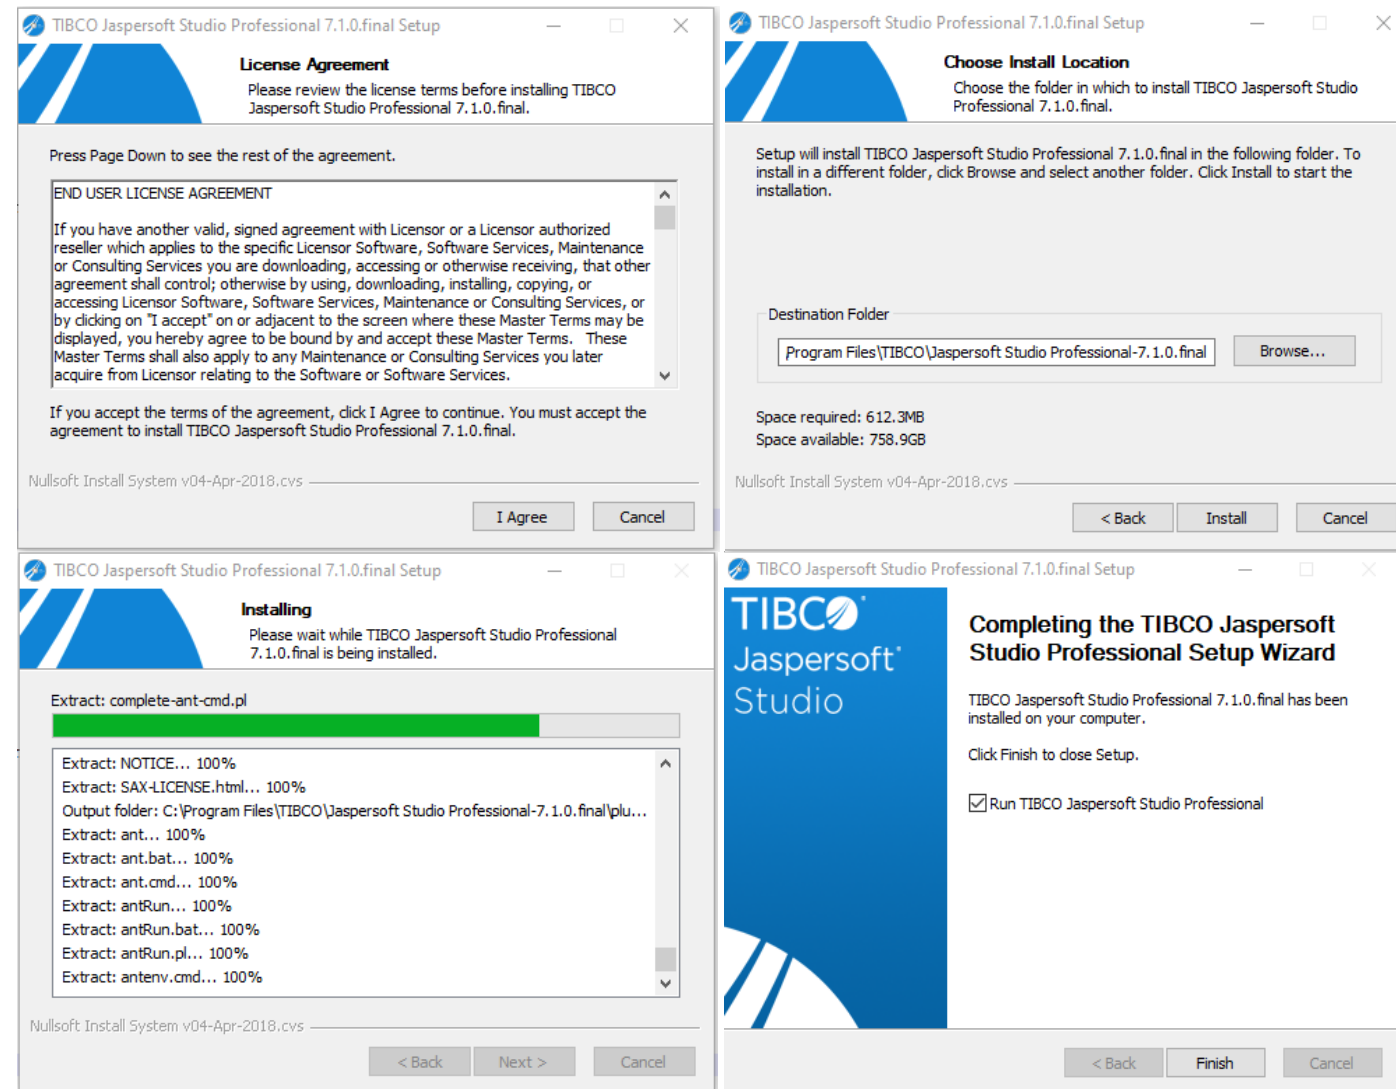 TIBCO Jaspersoft Studio Professional 7.1.0.final Setup
License Agreement
Please review the license terms before installing TIBCO
Jaspersoft Studio Professional 7.1.0.final.
Press Page Down to see the rest of the agreement.
END USER LICENSE AGREEMENT
If you have another valid, signed agreement with Licensor or a Licensor authorized
reseller which applies to the specific Licensor Software, Software Services, Maintenance
or Consulting Services you are downloading, accessing or otherwise receiving, that other
agreement shall control; otherwise by using, downloading, installing, copying, or
accessing Licensor Software, Software Services, Maintenance or Consulting Services, or
by clicking on "I accept" on or adjacent to the screen where these Master Terms may be
displayed, you hereby agree to be bound by and accept these Master Terms.   These
Master Terms shall also apply to any Maintenance or Consulting Services you later
acquire from Licensor relating to the Software or Software Services.
If you accept the terms of the agreement, click I Agree to continue. You must accept the
agreement to install TIBCO Jaspersoft Studio Professional 7.1.0.final.
Nullsoft Install System v04-Apr-2018.cvs
I Agree
Cancel
TIBCO Jaspersoft Studio Professional 7.1.0.final Setup
Choose Install Location
Choose the folder in which to install TIBCO Jaspersoft Studio
Professional 7.1.0.final.
Setup will install TIBCO Jaspersoft Studio Professional 7.1.0.final in the following folder. To
install in a different folder, click Browse and select another folder. Click Install to start the
installation.
Destination Folder
Program Files\TIBCO\Jaspersoft Studio Professional-7.1.0.final
Browse...
Space required: 612.3MB
Space available: 758.9GB
Nullsoft Install System v04-Apr-2018.cvs
< Back
Install
Cancel
TIBCO Jaspersoft Studio Professional 7.1.0.final Setup
Installing
Please wait while TIBCO Jaspersoft Studio Professional
7.1.0.final is being installed.
Extract: complete-ant-cmd.pl
Extract: NOTICE... 100%
Extract: SAX-LICENSE.html... 100%
Output folder: C:\Program Files\TIBCO\Jaspersoft Studio Professional-7.1.0.final\plu...
Extract: ant... 100%
Extract: ant.bat... 100%
Extract: ant.cmd... 100%
Extract: antRun... 100%
Extract: antRun.bat... 100%
Extract: antRun.pl... 100%
Extract: antenv.cmd... 100%
Nullsoft Install System v04-Apr-2018.cvs
< Back
Next >
Cancel
TIBCO Jaspersoft Studio Professional 7.1.0.final Setup
TIBCO®
Jaspersoft®
Studio
Completing the TIBCO Jaspersoft
Studio Professional Setup Wizard
TIBCO Jaspersoft Studio Professional 7.1.0.final has been
installed on your computer.
Click Finish to close Setup.
Run TIBCO Jaspersoft Studio Professional
< Back
Finish
Cancel